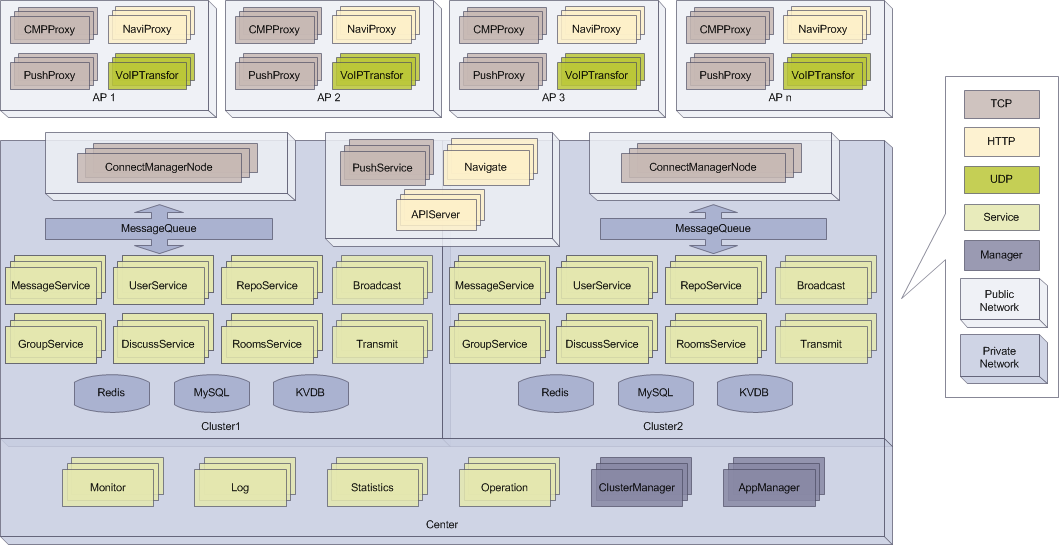 CMPProxy
NaviProxy
PushProxy
VoIPTransfor
AP 1
CMPProxy
NaviProxy
PushProxy
VoIPTransfor
AP 2
CMPProxy
NaviProxy
PushProxy
VoIPTransfor
AP 3
CMPProxy
NaviProxy
PushProxy
VoIPTransfor
AP n
ConnectManagerNode
PushService
Navigate
APIServer
ConnectManagerNode
MessageQueue
MessageService
UserService
RepoService
Broadcast
GroupService
DiscussService
RoomsService
Transmit
Redis
MySQL
KVDB
Cluster1
MessageQueue
MessageService
UserService
RepoService
Broadcast
GroupService
DiscussService
RoomsService
Transmit
Redis
MySQL
KVDB
Cluster2
Monitor
Log
Statistics
Operation
ClusterManager
AppManager
Center
TCP
HTTP
UDP
Service
Manager
Public
Network
Private
Network